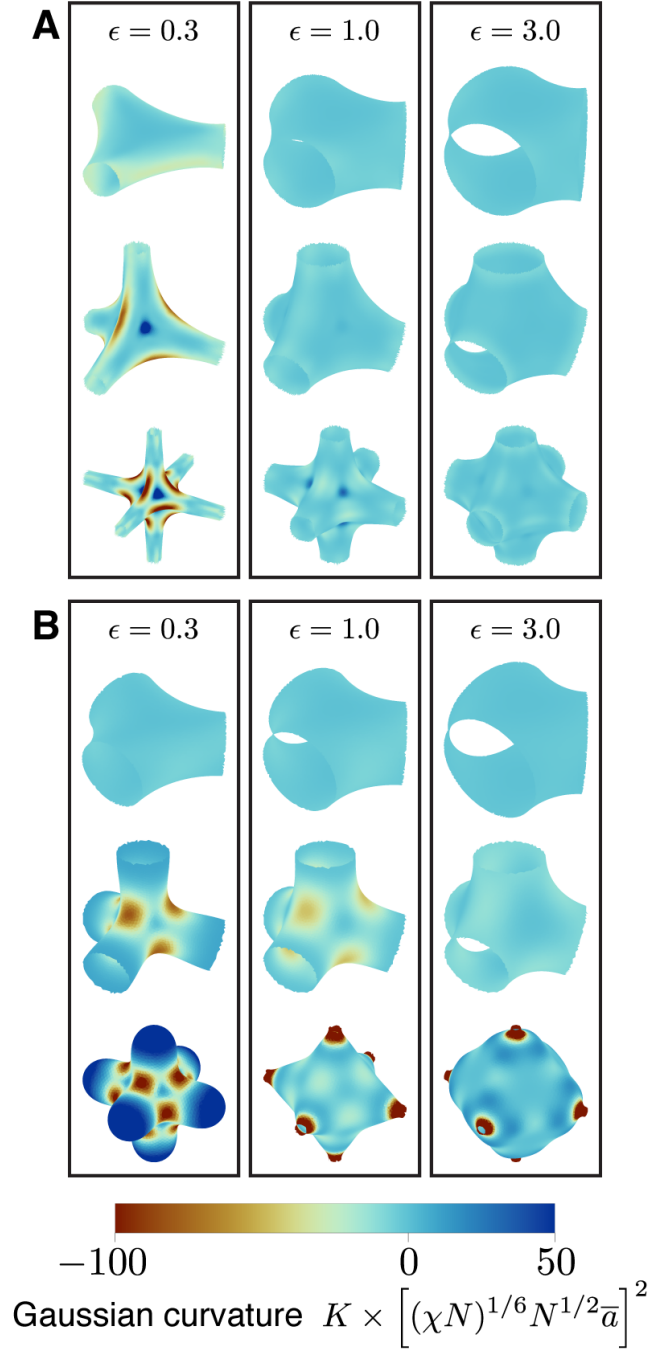 A
ϵ = 0.3 ϵ = 1.0 ϵ = 3.0
B
ϵ = 0.3 ϵ = 1.0 ϵ = 3.0
−100 0 50
Gaussian curvature K × [(χN)^{1/6} N^{1/2} a̅]^2